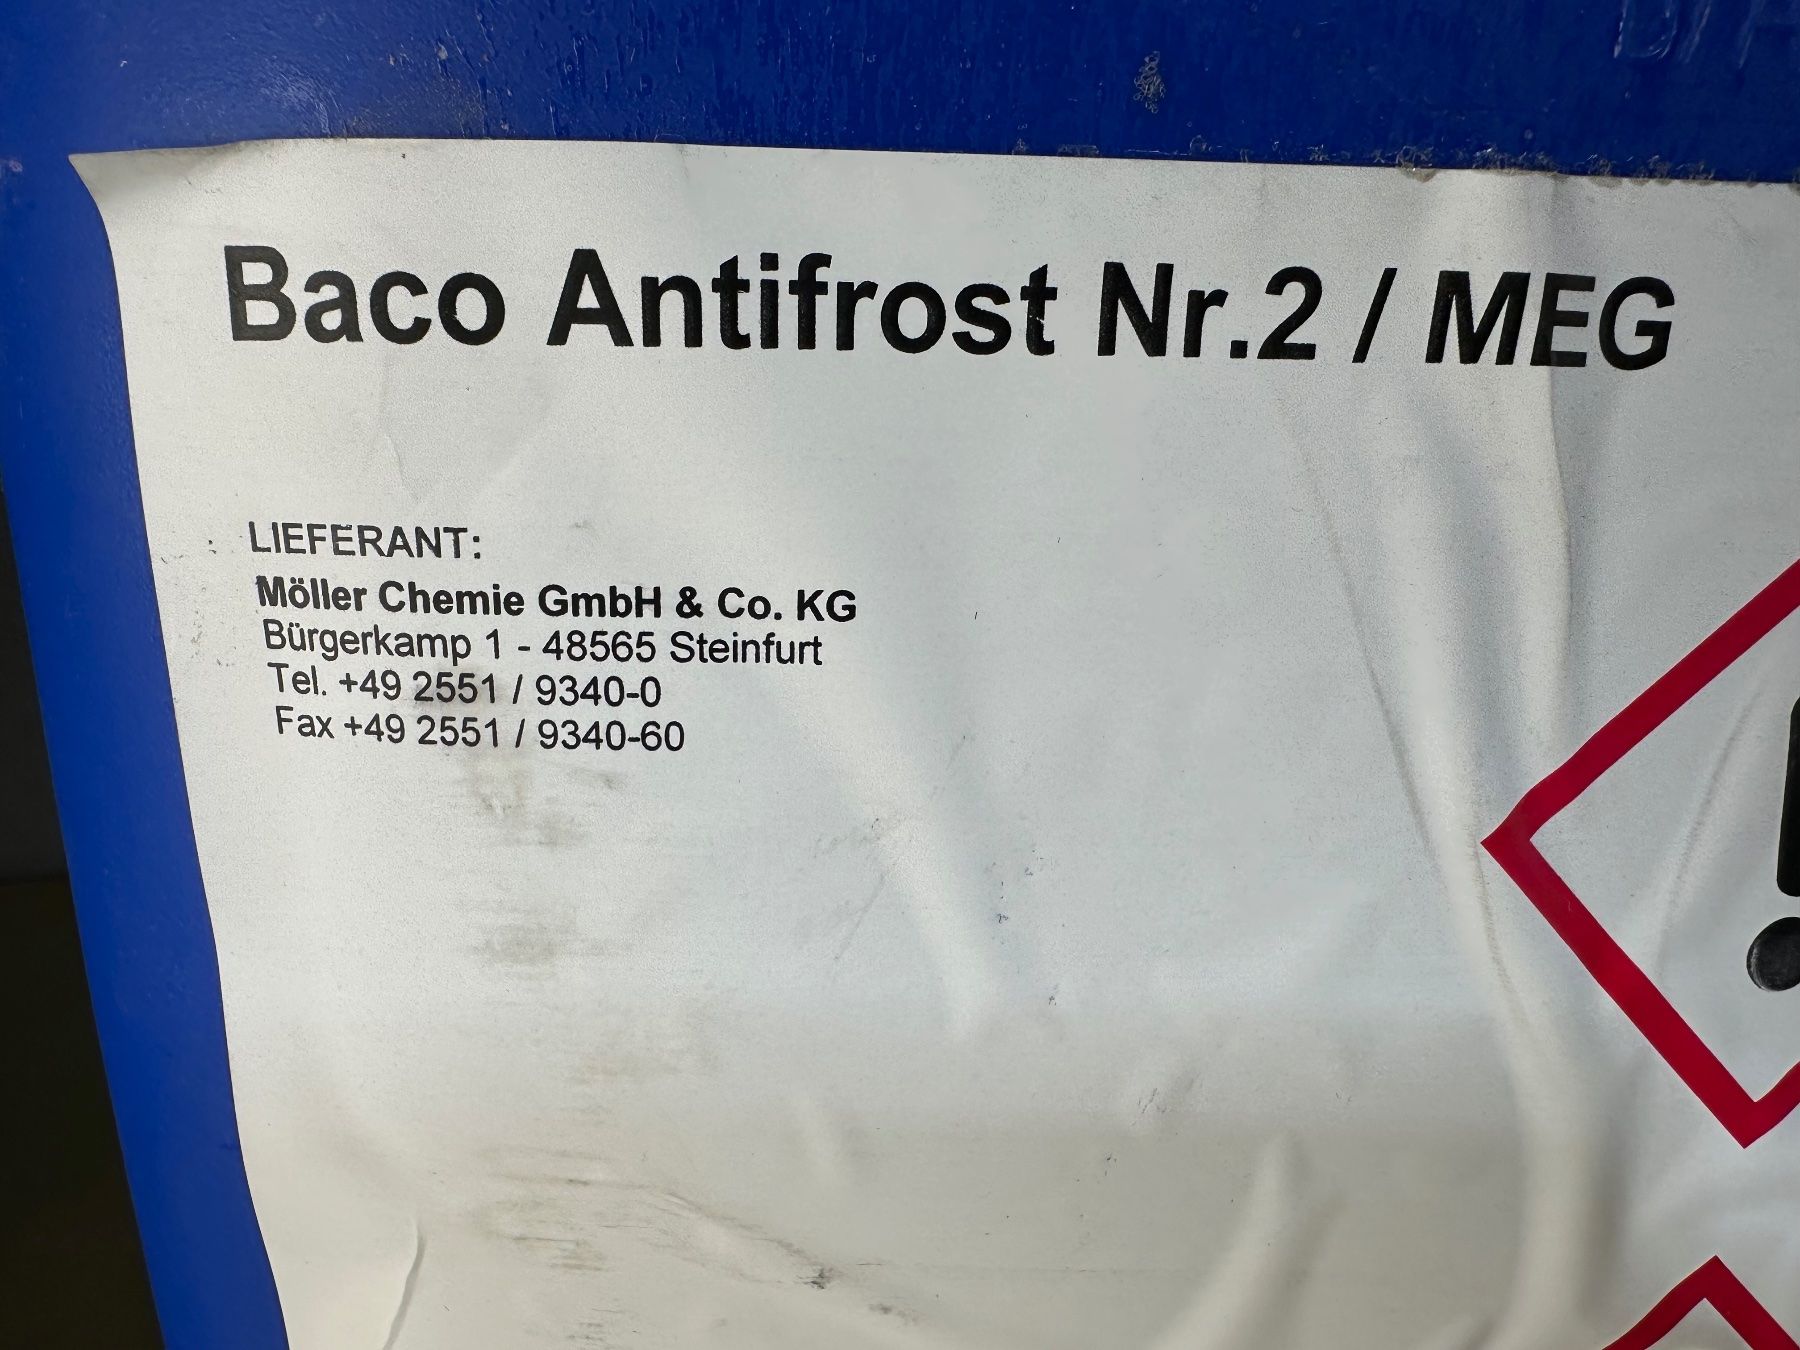 Baco Antifrost Nr.2 / MEG
LIEFERANT:
Möller Chemie GmbH & Co. KG
Bürgerkamp 1 - 48565 Steinfurt
Tel. +49 2551 / 9340-0
Fax +49 2551 / 9340-60